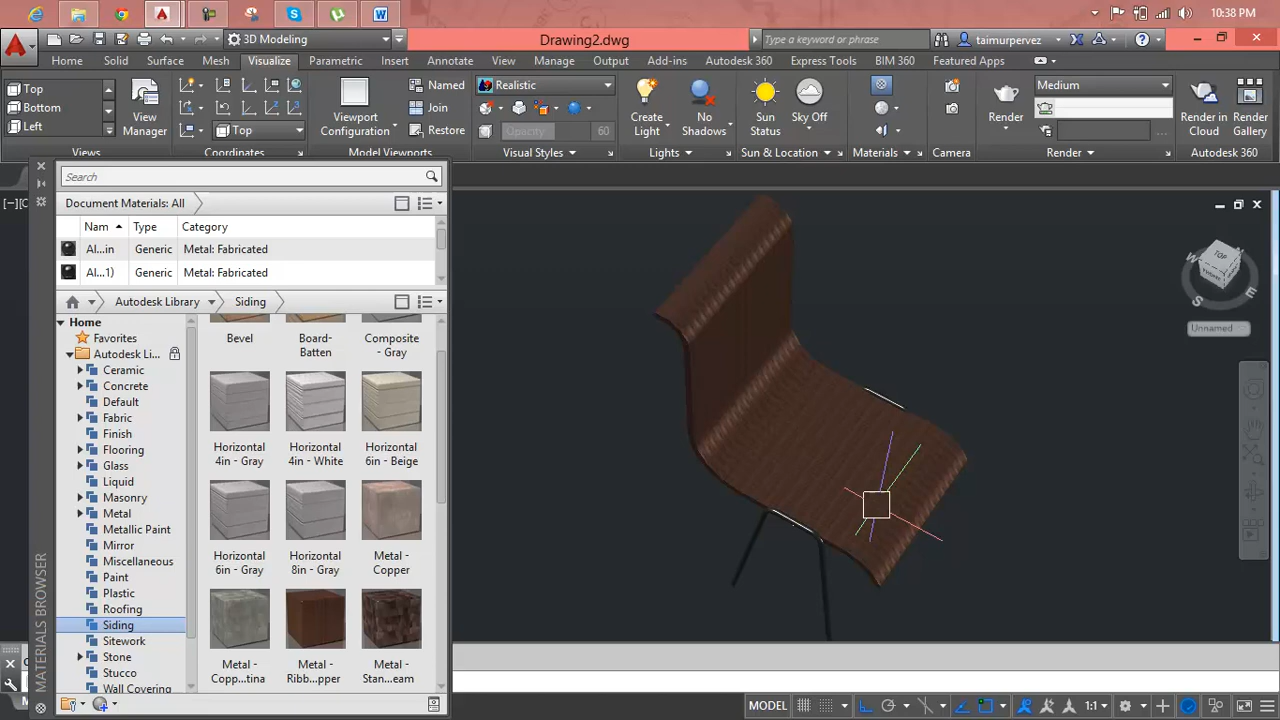 10:38 PM
3D Modeling
Drawing2.dwg
Type a keyword or phrase
taimurpervez
Home Solid Surface Mesh Visualize Parametric Insert Annotate View Manage Output Add-ins Autodesk 360 Express Tools BIM 360 Featured Apps
Top
Bottom
Left
View
Manager
Views
Top
Coordinates
Viewport
Configuration
Named
Join
Restore
Model Viewports
Realistic
Opacity 60
Visual Styles
Create
Light
No
Shadows
Lights
Sun
Status
Sky Off
Sun & Location
Materials
Camera
Render
Medium
Render
Render in
Cloud
Render
Gallery
Autodesk 360
Search
Document Materials: All
Nam Type Category
Al...in Generic Metal: Fabricated
Al...1) Generic Metal: Fabricated
Autodesk Library Siding
Home
Favorites
Autodesk Li...
Ceramic
Concrete
Default
Fabric
Finish
Flooring
Glass
Liquid
Masonry
Metal
Metallic Paint
Mirror
Miscellaneous
Paint
Plastic
Roofing
Siding
Sitework
Stone
Stucco
Wall Covering
Bevel
Board-
Batten
Composite
- Gray
Horizontal
4in - Gray
Horizontal
4in - White
Horizontal
6in - Beige
Horizontal
6in - Gray
Horizontal
8in - Gray
Metal -
Copper
Metal -
Copp...tina
Metal -
Ribb...pper
Metal -
Stan...eam
MATERIALS BROWSER
[–]
TOP
W
S
E
Unnamed
MODEL
1:1